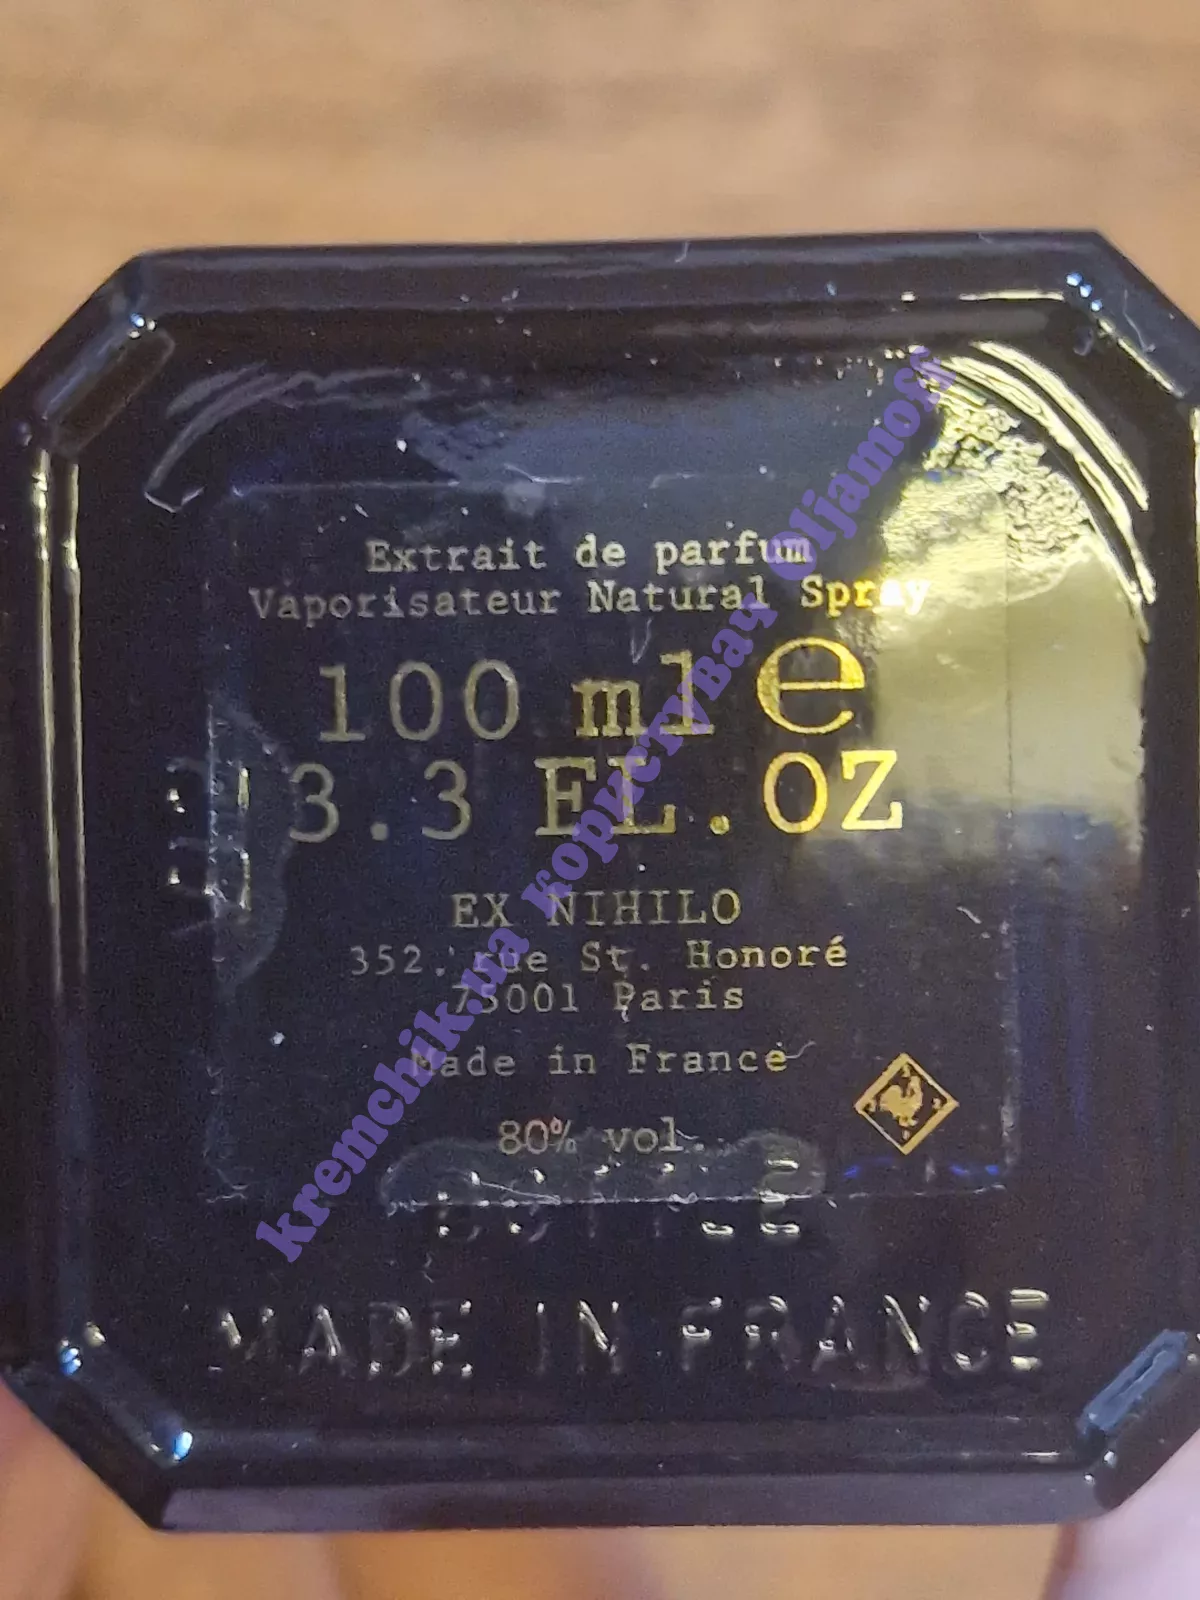 Extrait de parfum
Vaporisateur Natural Spray
100 ml e
3.3 FL.OZ
EX NIHILO
352. rue St. Honoré
75001 Paris
Made in France
80% vol.
MADE IN FRANCE
kremchik.ua користувач Oljamoff